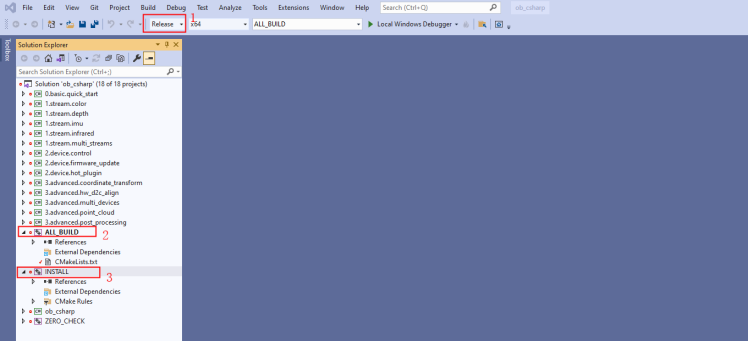 File Edit View Git Project Build Debug Test Analyze Tools Extensions Window Help Search (Ctrl+Q) ob_csharp
Release 1 x64 ALL_BUILD Local Windows Debugger
Toolbox
Solution Explorer
Search Solution Explorer (Ctrl+;)
Solution 'ob_csharp' (18 of 18 projects)
0.basic.quick_start
1.stream.color
1.stream.depth
1.stream.imu
1.stream.infrared
1.stream.multi_streams
2.device.control
2.device.firmware_update
2.device.hot_plugin
3.advanced.coordinate_transform
3.advanced.hw_d2c_align
3.advanced.multi_devices
3.advanced.point_cloud
3.advanced.post_processing
ALL_BUILD 2
References
External Dependencies
CMakeLists.txt
INSTALL 3
References
External Dependencies
CMake Rules
ob_csharp
ZERO_CHECK